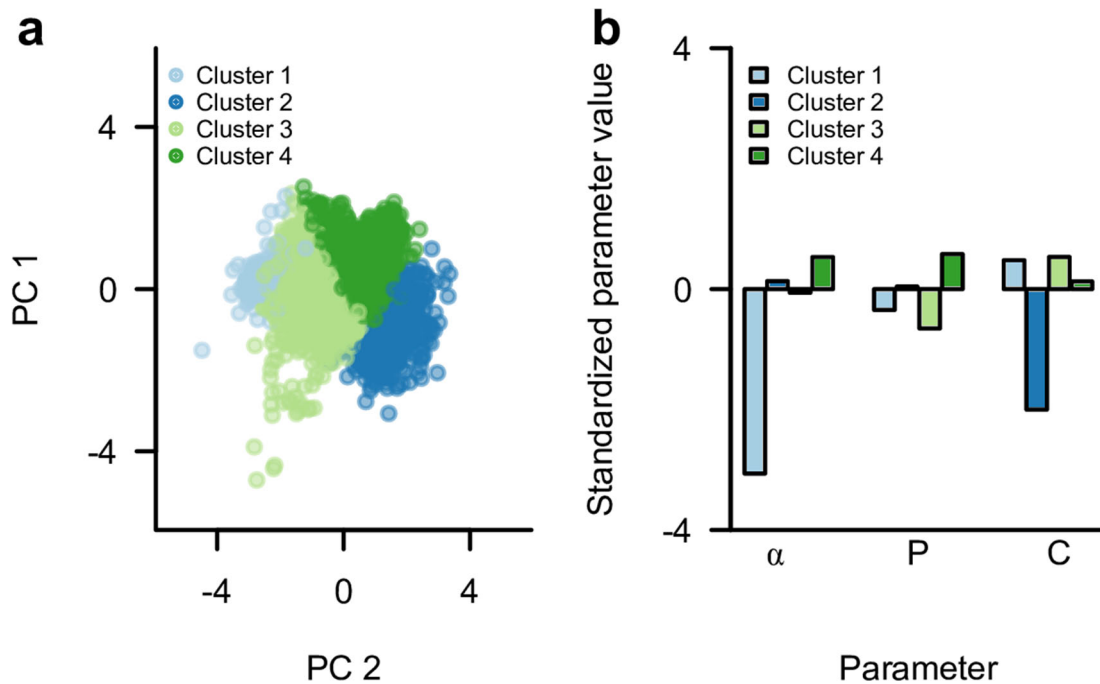 a
Cluster 1
Cluster 2
Cluster 3
Cluster 4
PC 1
4
0
-4
-4 0 4
PC 2
b
Cluster 1
Cluster 2
Cluster 3
Cluster 4
Standardized parameter value
4
0
-4
α P C
Parameter